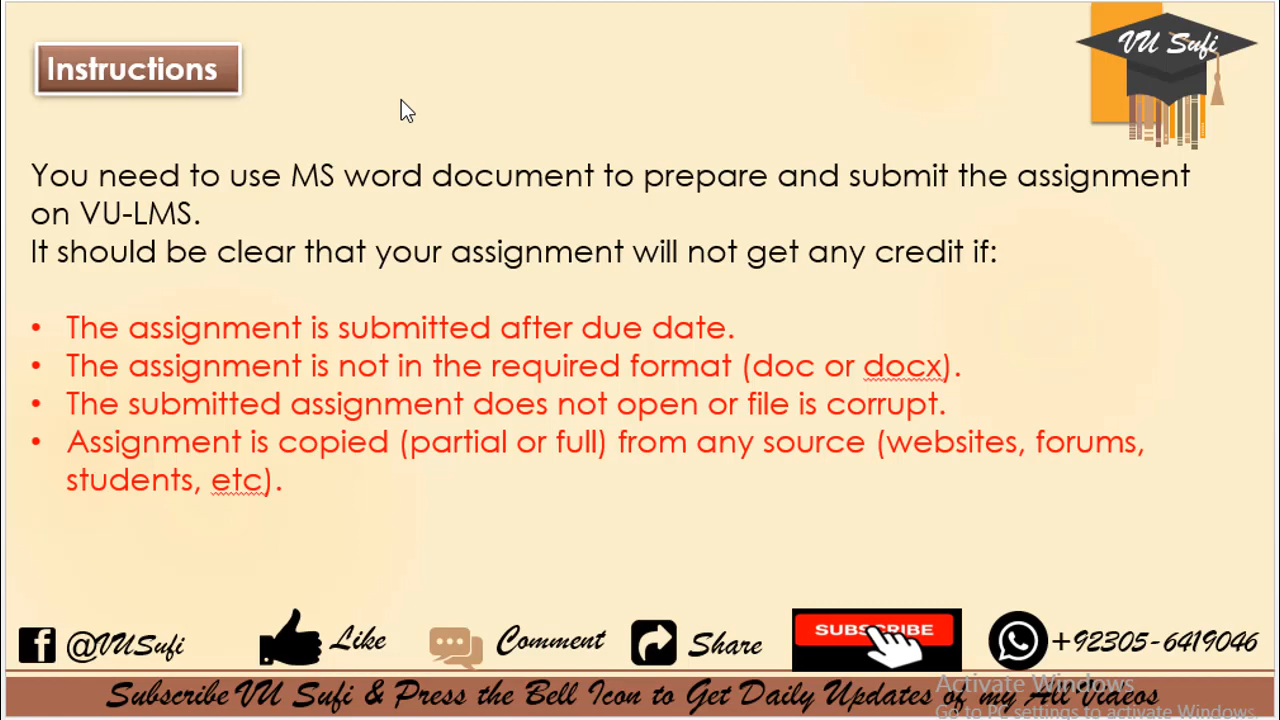 VU Sufi
Instructions
You need to use MS word document to prepare and submit the assignment
on VU-LMS.
It should be clear that your assignment will not get any credit if:
• The assignment is submitted after due date.
• The assignment is not in the required format (doc or docx).
• The submitted assignment does not open or file is corrupt.
• Assignment is copied (partial or full) from any source (websites, forums,
students, etc).
f @VUSufi Like Comment Share SUBSCRIBE +92305-6419046
Subscribe VU Sufi & Press the Bell Icon to Get Daily Updates of my All Videos
Activate Windows
Go to PC settings to activate Windows.